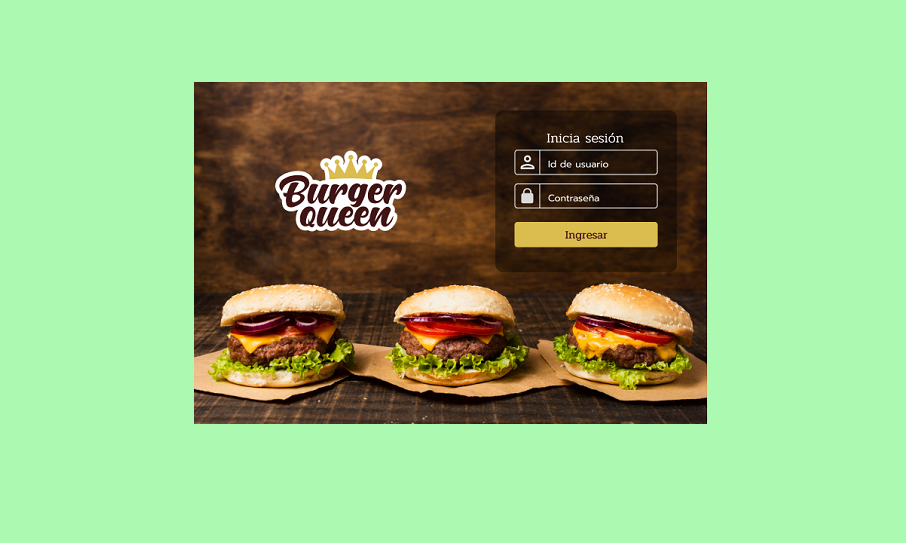 Burger
Queen
Inicia sesión
Id de usuario
Contraseña
Ingresar